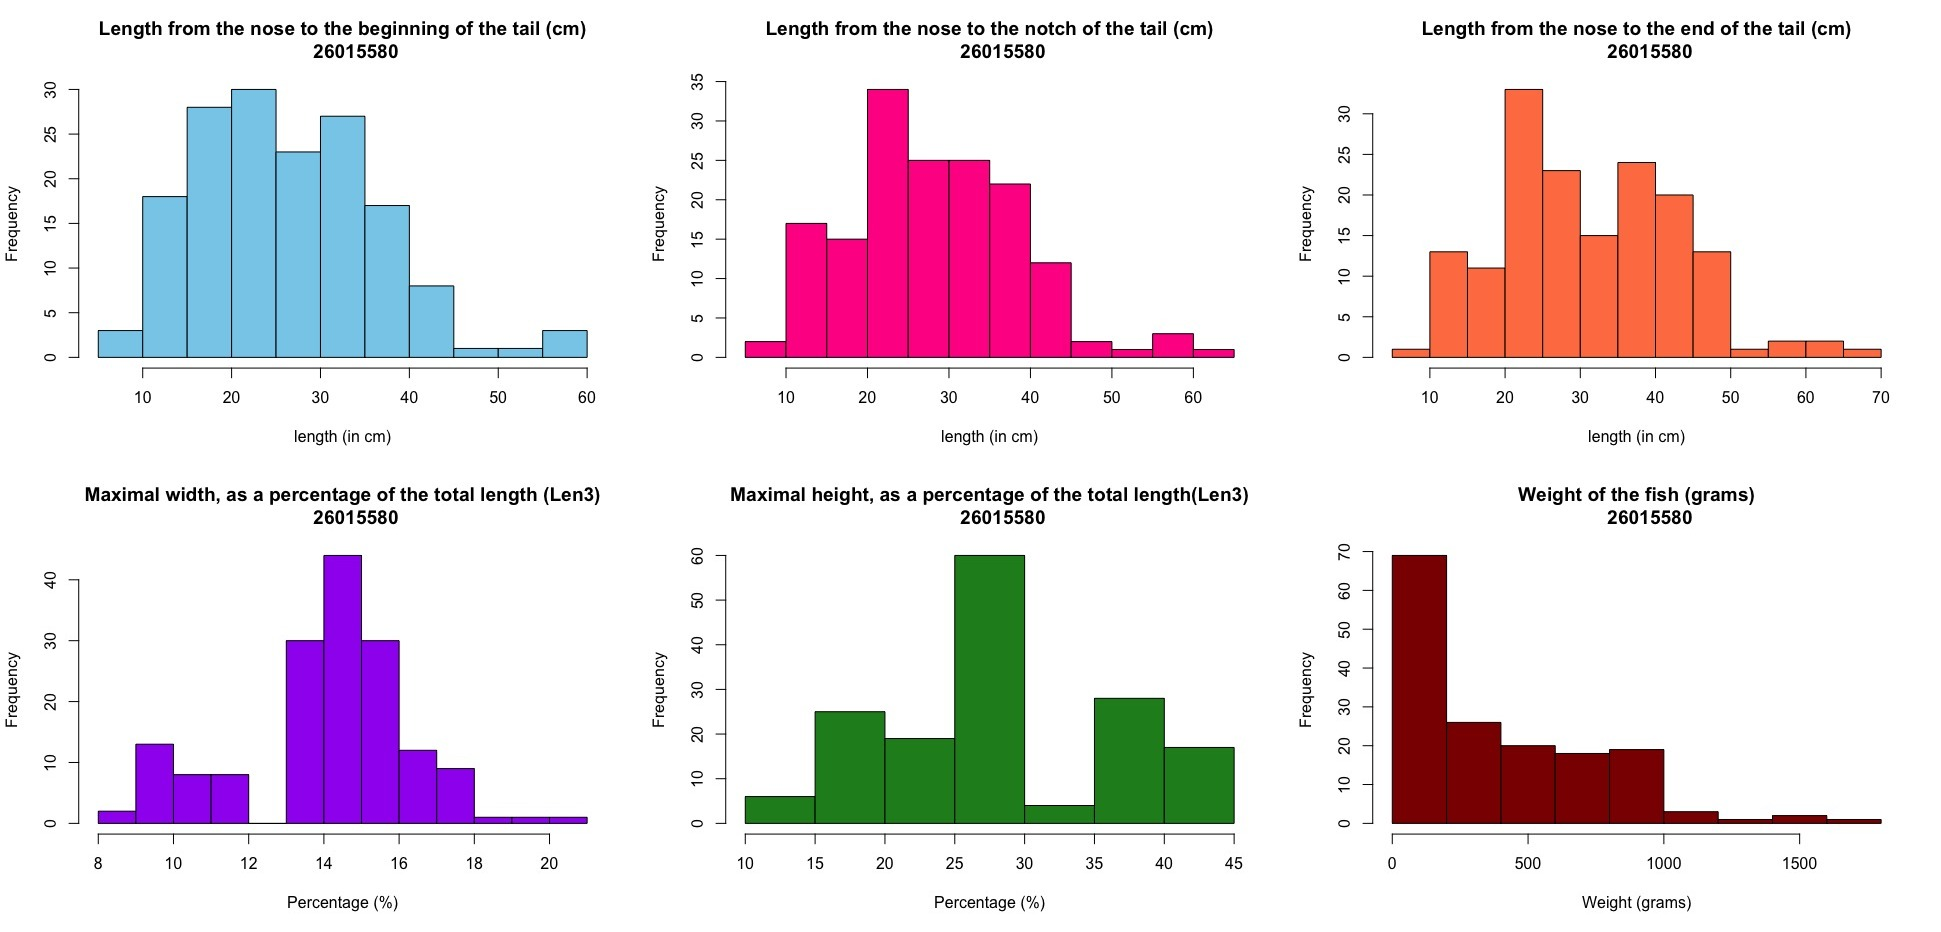 Length from the nose to the beginning of the tail (cm)
26015580
Frequency
0 5 10 15 20 25 30
10 20 30 40 50 60
length (in cm)
Length from the nose to the notch of the tail (cm)
26015580
Frequency
0 5 10 15 20 25 30 35
10 20 30 40 50 60
length (in cm)
Length from the nose to the end of the tail (cm)
26015580
Frequency
0 5 10 15 20 25 30
10 20 30 40 50 60 70
length (in cm)
Maximal width, as a percentage of the total length (Len3)
26015580
Frequency
0 10 20 30 40
8 10 12 14 16 18 20
Percentage (%)
Maximal height, as a percentage of the total length(Len3)
26015580
Frequency
0 10 20 30 40 50 60
10 15 20 25 30 35 40 45
Percentage (%)
Weight of the fish (grams)
26015580
Frequency
0 10 20 30 40 50 60 70
0 500 1000 1500
Weight (grams)